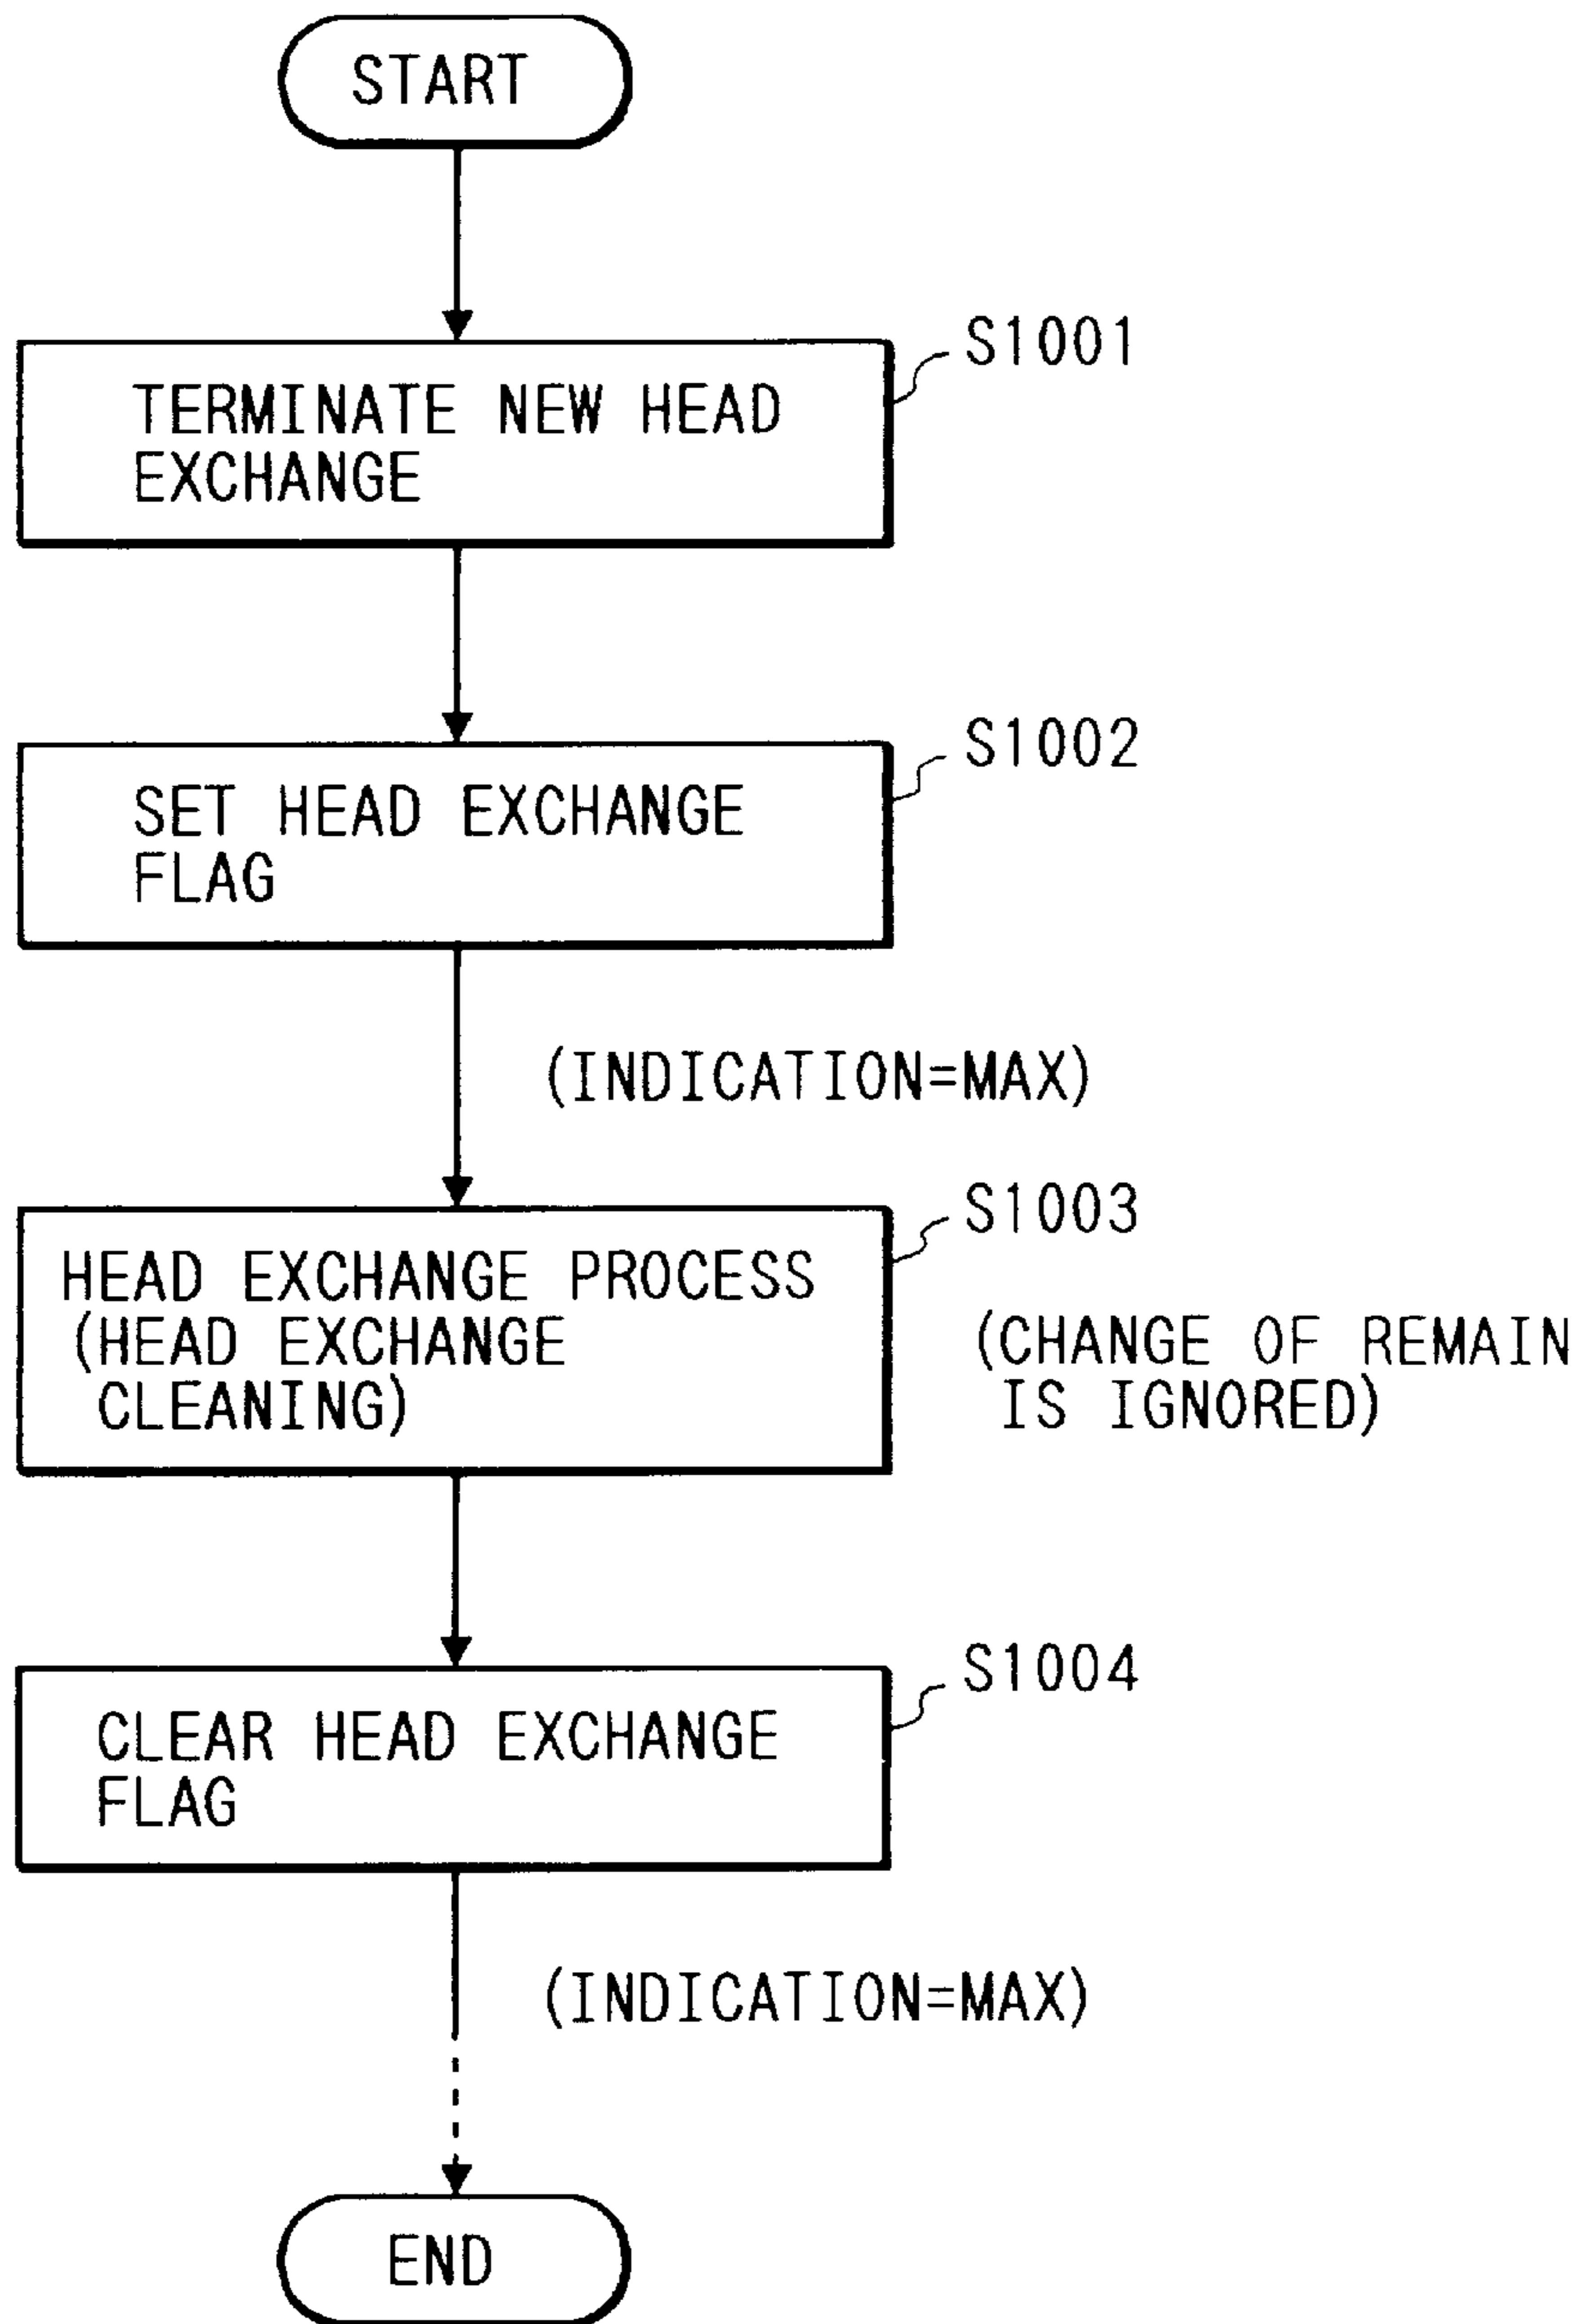 START
S1001
TERMINATE NEW HEAD
EXCHANGE
S1002
SET HEAD EXCHANGE
FLAG
(INDICATION=MAX)
S1003
HEAD EXCHANGE PROCESS
(HEAD EXCHANGE
CLEANING)
(CHANGE OF REMAIN
IS IGNORED)
S1004
CLEAR HEAD EXCHANGE
FLAG
(INDICATION=MAX)
END